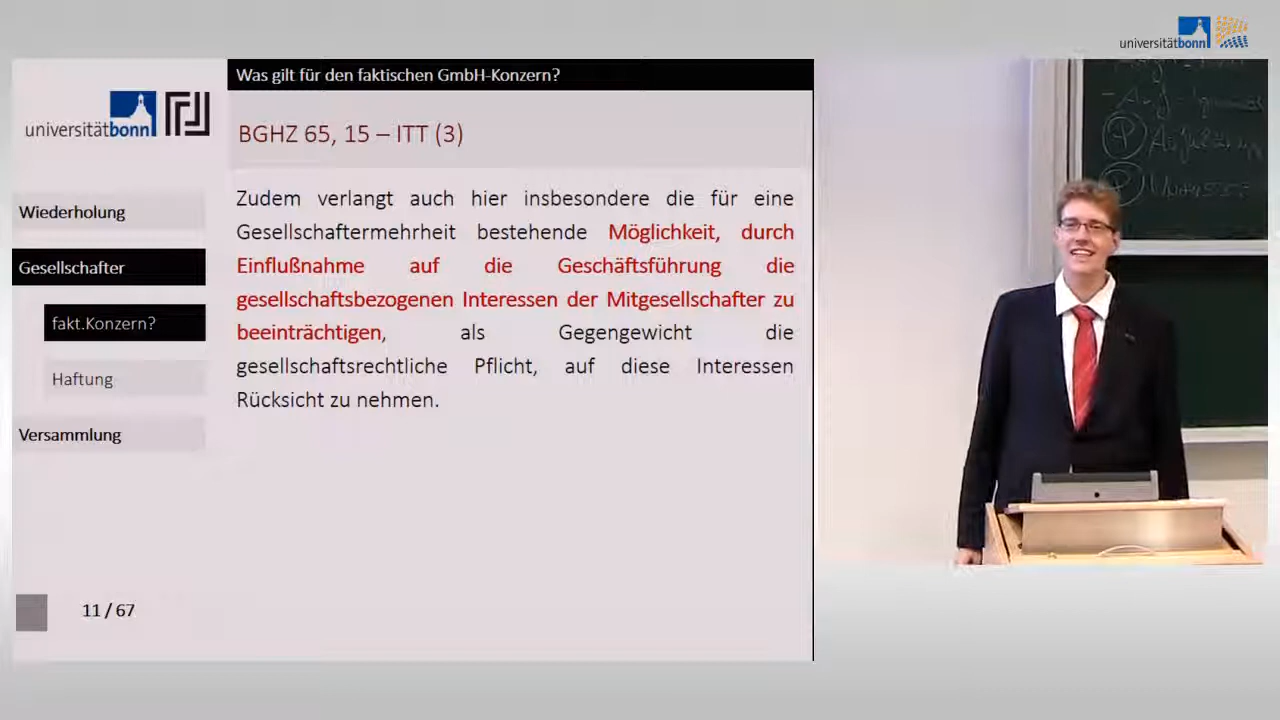 universitätbonn
Was gilt für den faktischen GmbH-Konzern?
universitätbonn
BGHZ 65, 15 – ITT (3)
Wiederholung
Gesellschafter
fakt.Konzern?
Haftung
Versammlung
Zudem verlangt auch hier insbesondere die für eine
Gesellschaftermehrheit bestehende Möglichkeit, durch
Einflußnahme auf die Geschäftsführung die
gesellschaftsbezogenen Interessen der Mitgesellschafter zu
beeinträchtigen, als Gegengewicht die
gesellschaftsrechtliche Pflicht, auf diese Interessen
Rücksicht zu nehmen.
11 / 67